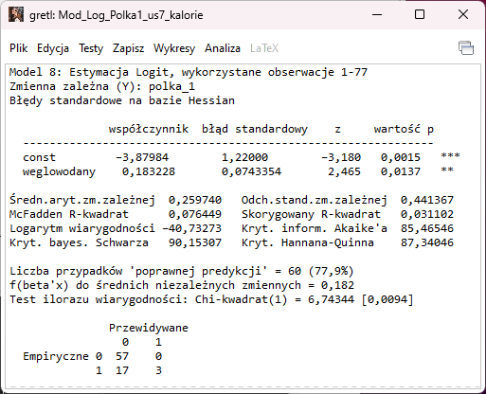 gretl: Mod_Log_Polka1_us7_kalorie
Plik Edycja Testy Zapisz Wykresy Analiza LaTeX
Model 8: Estymacja Logit, wykorzystane obserwacje 1-77
Zmienna zależna (Y): polka_1
Błędy standardowe na bazie Hessian
współczynnik błąd standardowy z wartość p
const −3,87984 1,22000 −3,180 0,0015 ***
weglowodany 0,183228 0,0743354 2,465 0,0137 **
Średn.aryt.zm.zależnej 0,259740 Odch.stand.zm.zależnej 0,441367
McFadden R-kwadrat 0,076449 Skorygowany R-kwadrat 0,031102
Logarytm wiarygodności −40,73273 Kryt. inform. Akaike'a 85,46546
Kryt. bayes. Schwarza 90,15307 Kryt. Hannana-Quinna 87,34046
Liczba przypadków 'poprawnej predykcji' = 60 (77,9%)
f(beta'x) do średnich niezależnych zmiennych = 0,182
Test ilorazu wiarygodności: Chi-kwadrat(1) = 6,74344 [0,0094]
Przewidywane
0 1
Empiryczne 0 57 0
1 17 3